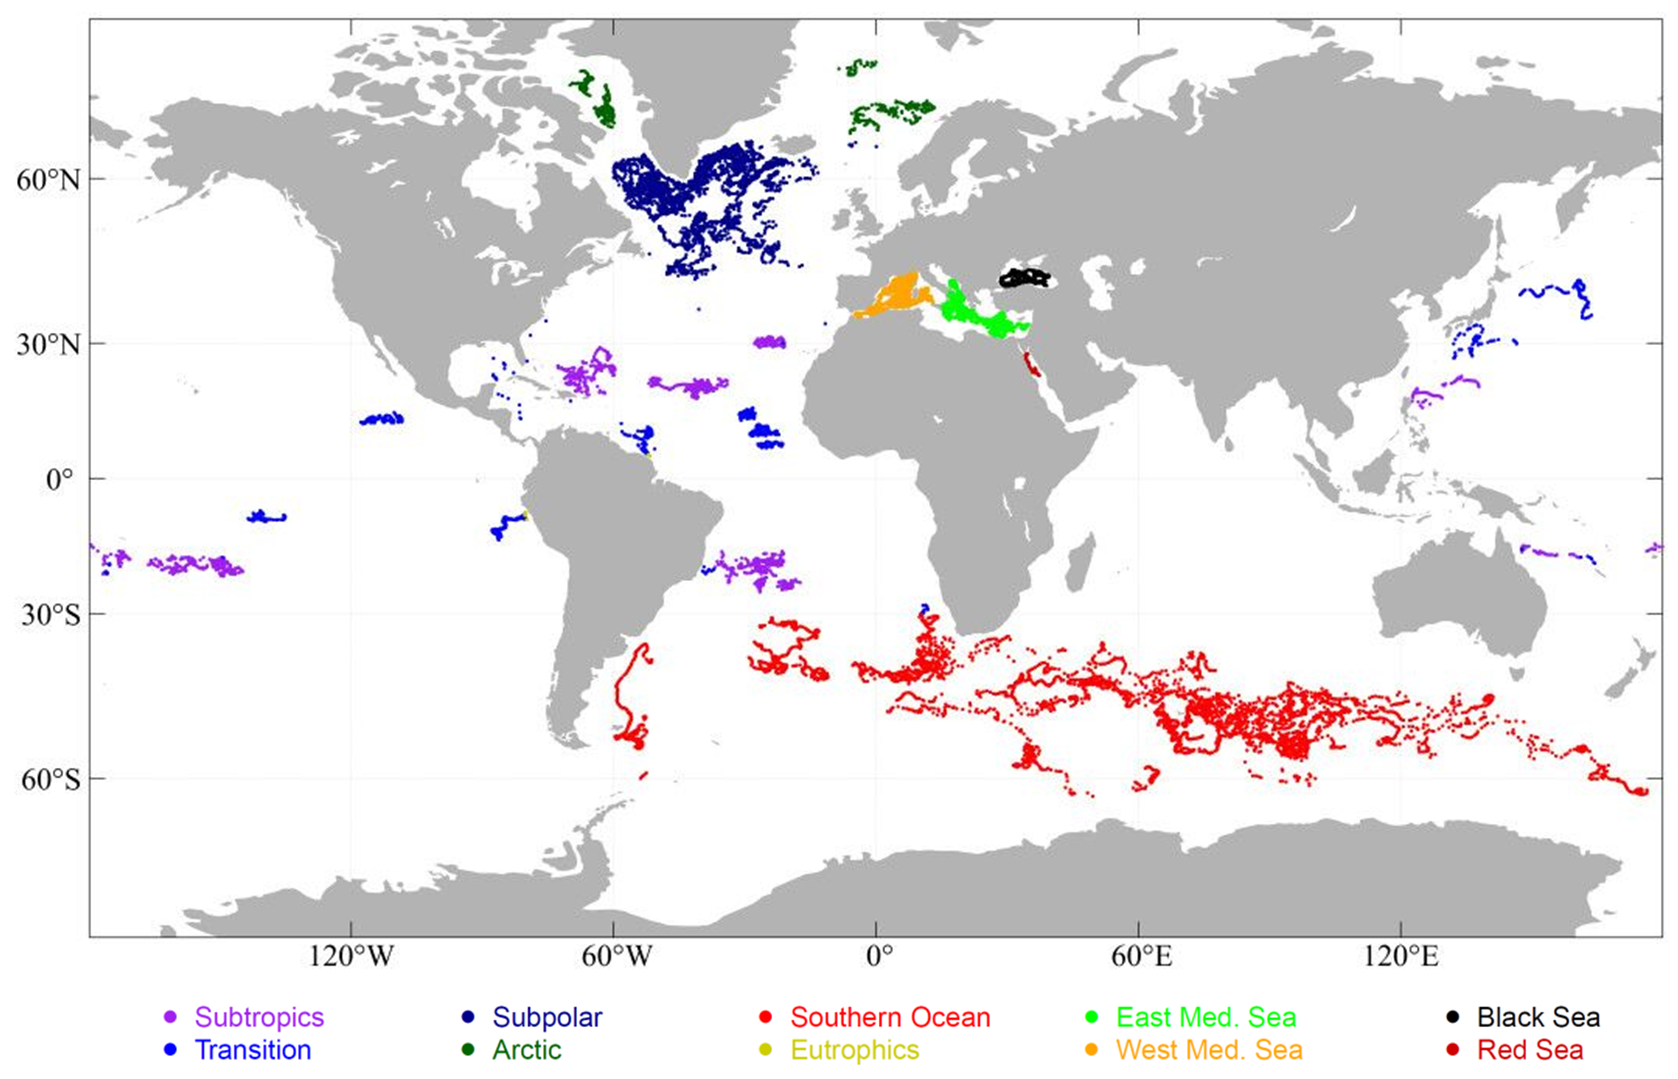 60°N
30°N
0°
30°S
60°S
120°W 60°W 0° 60°E 120°E
Subtropics Subpolar Southern Ocean East Med. Sea Black Sea
Transition Arctic Eutrophics West Med. Sea Red Sea